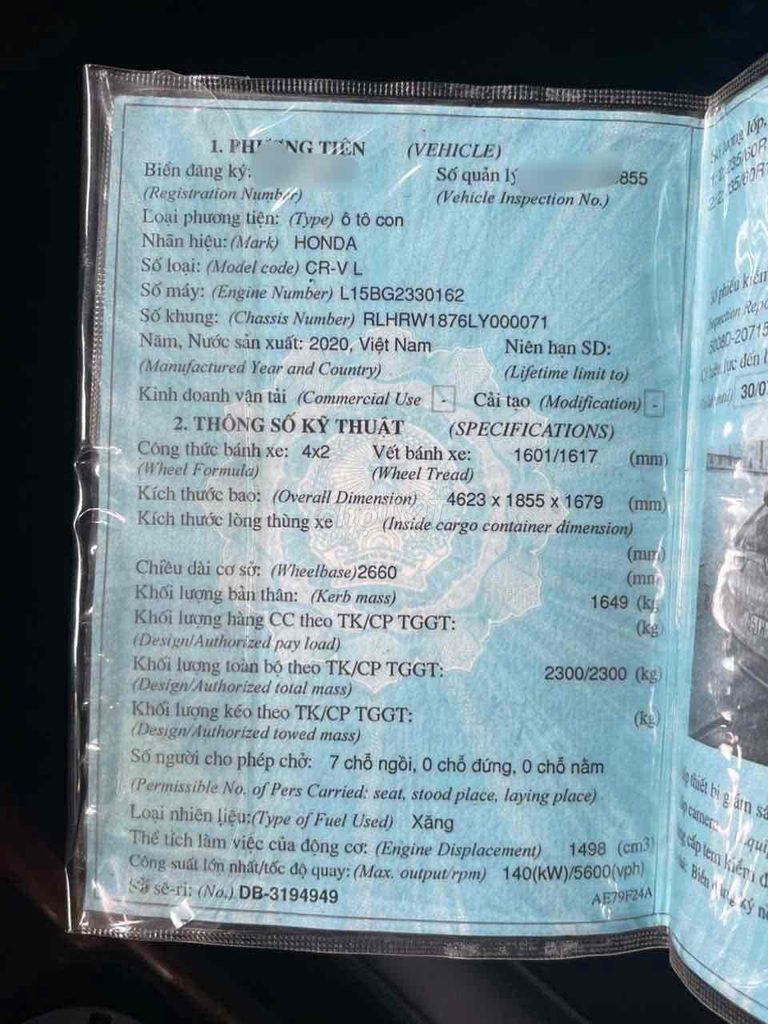 1. PHƯƠNG TIỆN (VEHICLE)
Biển đăng ký:
(Registration Number)
Số quản lý 855
(Vehicle Inspection No.)
Loại phương tiện: (Type) ô tô con
Nhãn hiệu: (Mark) HONDA
Số loại: (Model code) CR-V L
Số máy: (Engine Number) L15BG2330162
Số khung: (Chassis Number) RLHRW1876LY000071
Năm, Nước sản xuất: 2020, Việt Nam Niên hạn SD:
(Manufactured Year and Country) (Lifetime limit to)
Kinh doanh vận tải (Commercial Use - Cải tạo (Modification) -
2. THÔNG SỐ KỸ THUẬT (SPECIFICATIONS)
Công thức bánh xe: 4x2 Vết bánh xe: 1601/1617 (mm)
(Wheel Formula) (Wheel Tread)
Kích thước bao: (Overall Dimension) 4623 x 1855 x 1679 (mm)
Kích thước lòng thùng xe (Inside cargo container dimension)
(mm)
Chiều dài cơ sở: (Wheelbase) 2660 (mm
Khối lượng bản thân: (Kerb mass) 1649 (kg
Khối lượng hàng CC theo TK/CP TGGT: (kg
(Design/Authorized pay load)
Khối lượng toàn bộ theo TK/CP TGGT: 2300/2300 (kg)
(Design/Authorized total mass)
Khối lượng kéo theo TK/CP TGGT: (kg)
(Design/Authorized towed mass)
Số người cho phép chở: 7 chỗ ngồi, 0 chỗ đứng, 0 chỗ nằm
(Permissible No. of Pers Carried: seat, stood place, laying place)
Loại nhiên liệu: (Type of Fuel Used) Xăng
Thể tích làm việc của động cơ: (Engine Displacement) 1498 (cm3)
Công suất lớn nhất/tốc độ quay: (Max. output/rpm) 140(kW)/5600(vph)
Số sê-ri: (No.) DB-3194949 AE79F24A